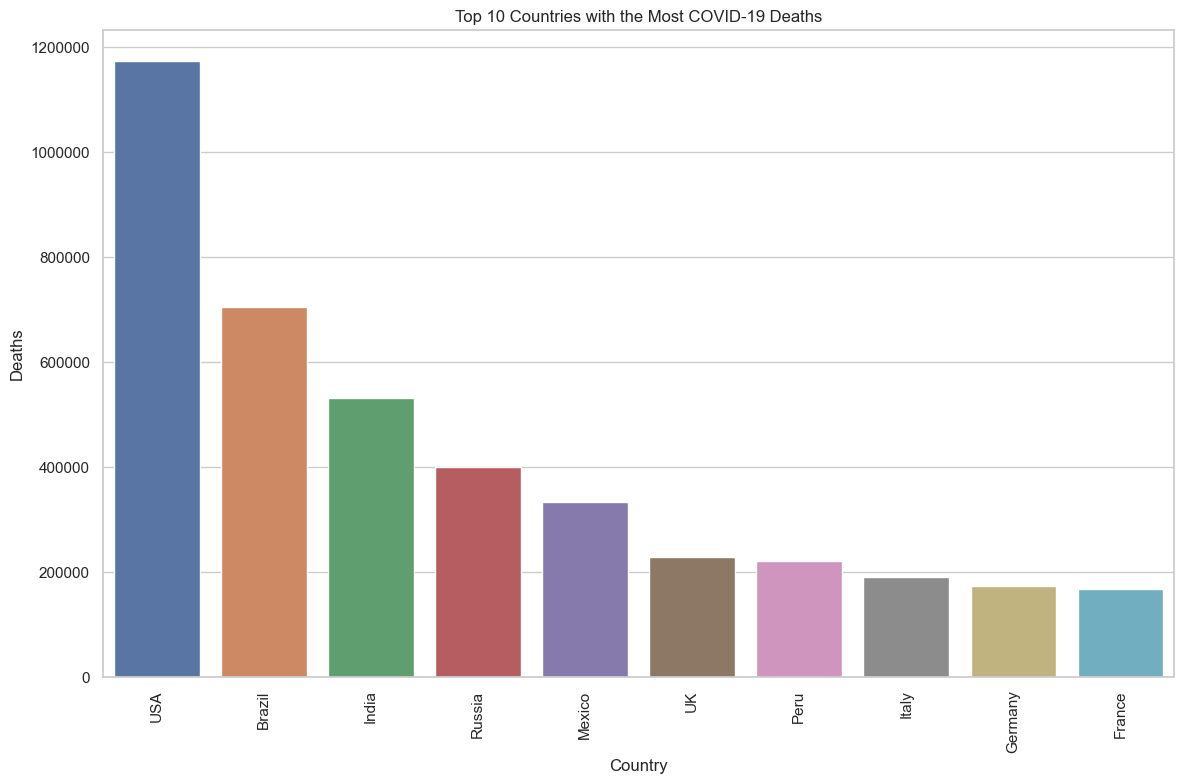 Top 10 Countries with the Most COVID-19 Deaths
1200000
1000000
800000
600000
400000
200000
0
Deaths
USA
Brazil
India
Russia
Mexico
UK
Peru
Italy
Germany
France
Country